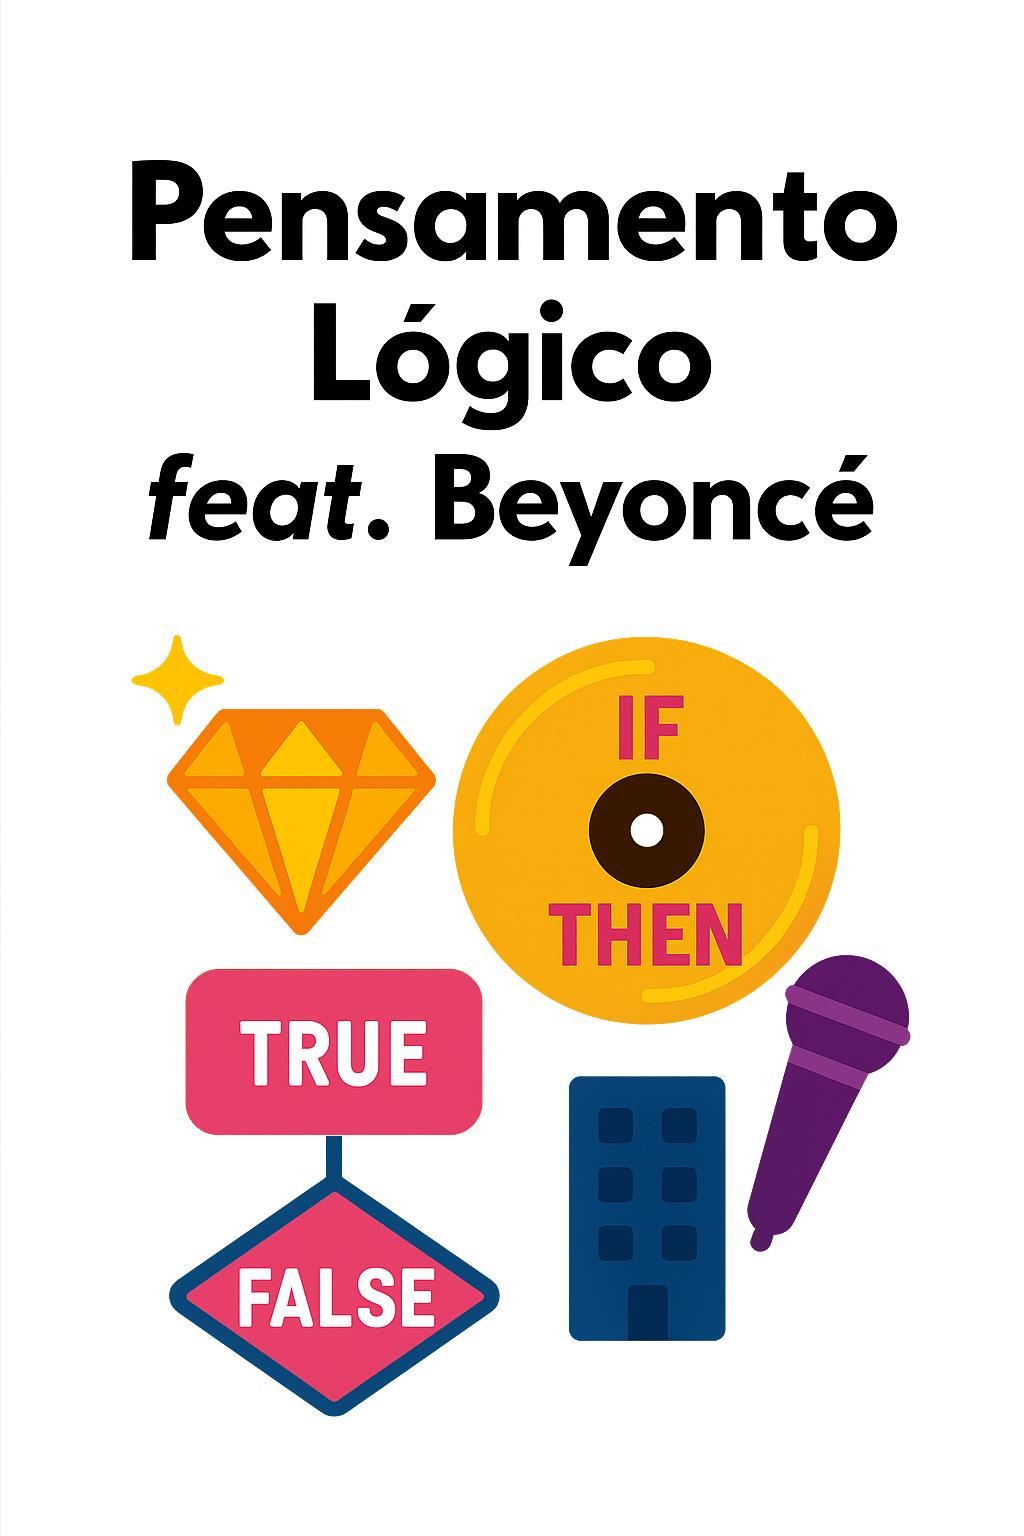 Pensamento
Lógico
feat. Beyoncé
IF
THEN
TRUE
FALSE